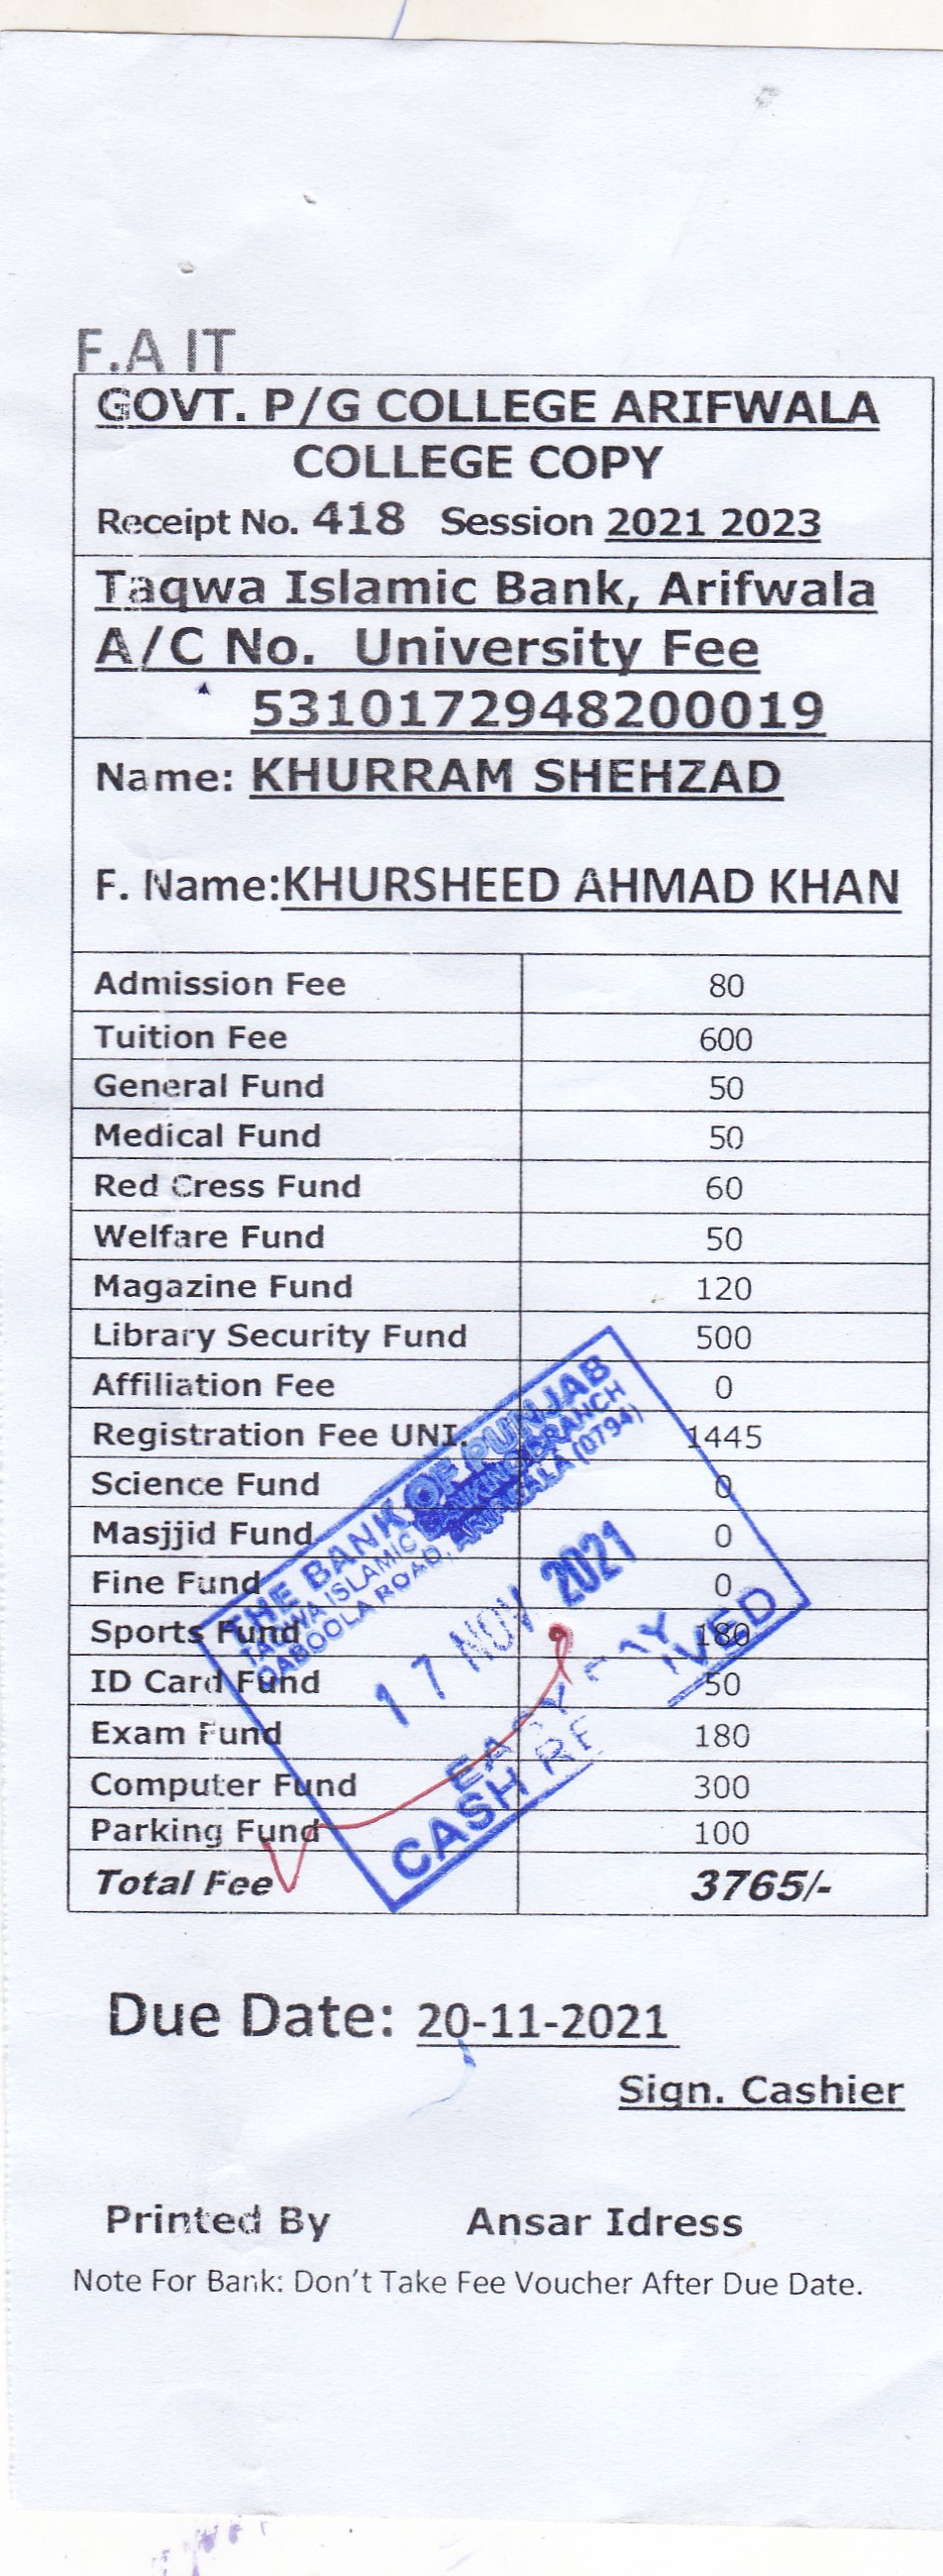 F.A IT
GOVT. P/G COLLEGE ARIFWALA
COLLEGE COPY
Receipt No. 418 Session 2021 2023
Taqwa Islamic Bank, Arifwala
A/C No. University Fee
5310172948200019
Name: KHURRAM SHEHZAD
F. Name:KHURSHEED AHMAD KHAN
Admission Fee 80
Tuition Fee 600
General Fund 50
Medical Fund 50
Red Cress Fund 60
Welfare Fund 50
Magazine Fund 120
Library Security Fund 500
Affiliation Fee 0
Registration Fee UNI. 1445
Science Fund 0
Masjjid Fund 0
Fine Fund 0
Sports Fund 180
ID Card Fund 50
Exam Fund 180
Computer Fund 300
Parking Fund 100
Total Fee 3765/-
THE BANK OF PUNJAB
TAQWA ISLAMIC BANKING BRANCH
QABOOLA ROAD, ARIFWALA (0794)
17 NOV 2021
CASH
Due Date: 20-11-2021
Sign. Cashier
Printed By Ansar Idress
Note For Bank: Don't Take Fee Voucher After Due Date.